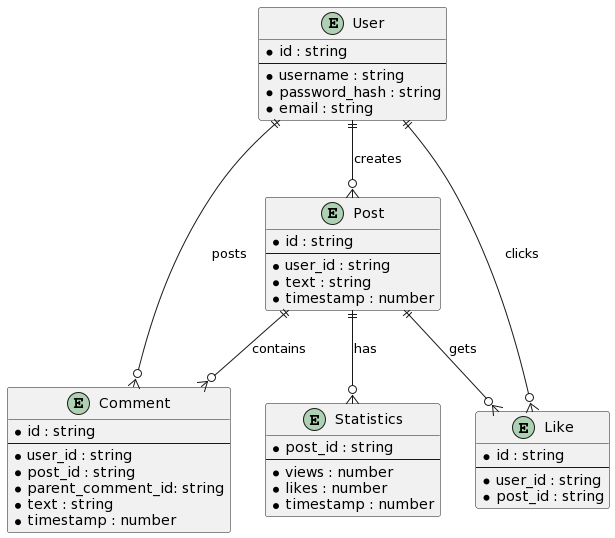 E User
id : string
username : string
password_hash : string
email : string
creates
E Post
id : string
user_id : string
text : string
timestamp : number
posts
clicks
contains
has
gets
E Comment
id : string
user_id : string
post_id : string
parent_comment_id: string
text : string
timestamp : number
E Statistics
post_id : string
views : number
likes : number
timestamp : number
E Like
id : string
user_id : string
post_id : string